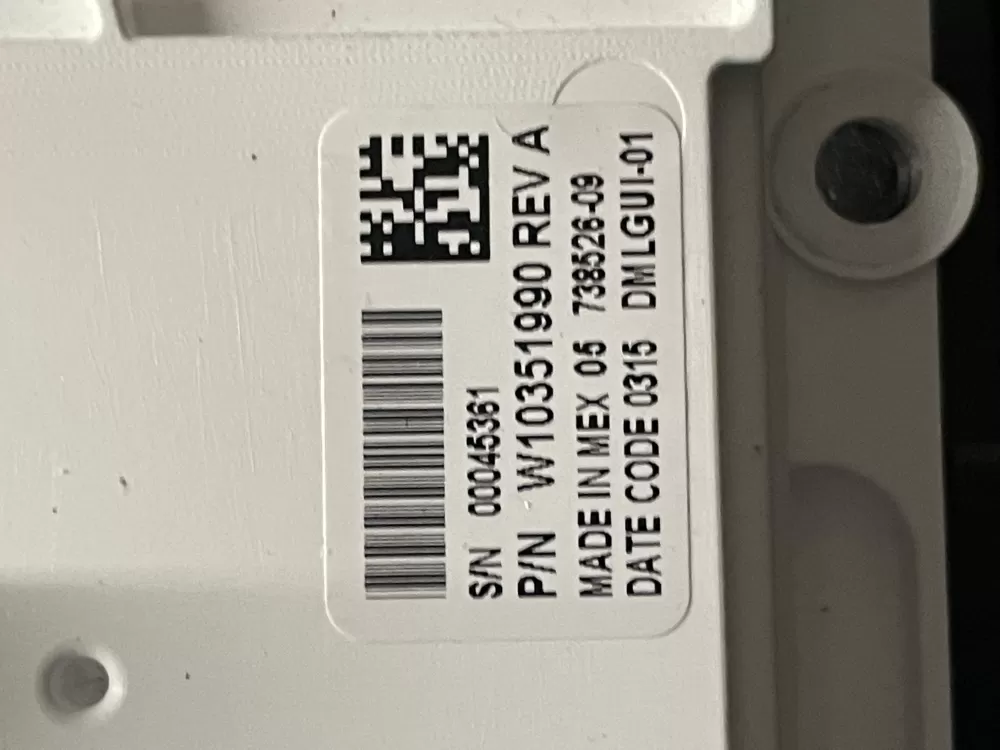 S/N 00045361
P/N W10351990 REV A
MADE IN MEX 05 738526-09
DATE CODE 0315 DMLGUI-01